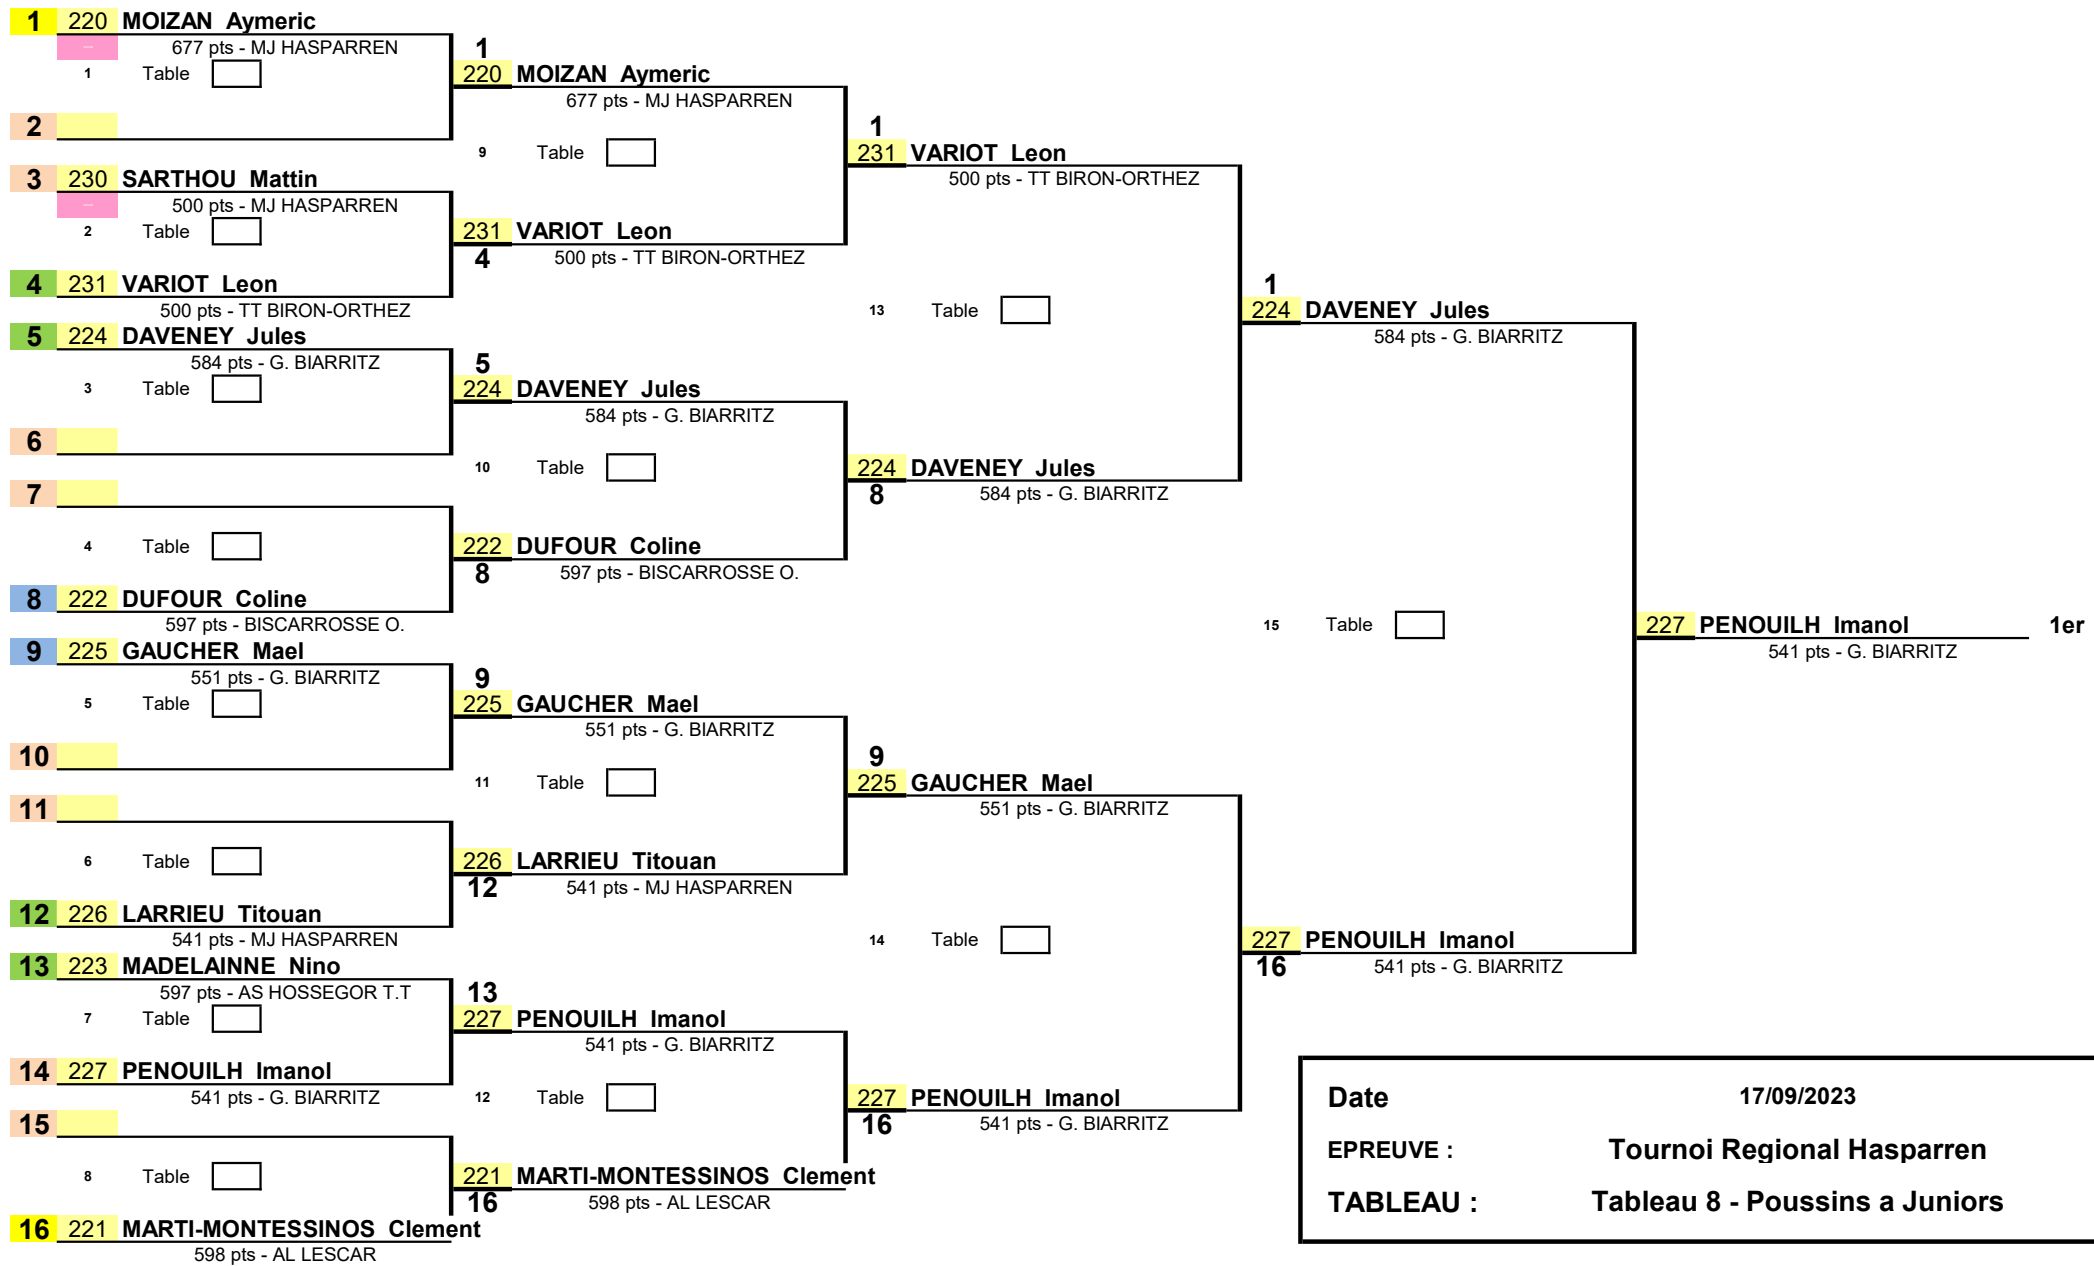 1 220 MOIZAN Aymeric
677 pts - MJ HASPARREN
1 Table
2
3 230 SARTHOU Mattin
500 pts - MJ HASPARREN
2 Table
4 231 VARIOT Leon
500 pts - TT BIRON-ORTHEZ
5 224 DAVENEY Jules
584 pts - G. BIARRITZ
3 Table
6
7
4 Table
8 222 DUFOUR Coline
597 pts - BISCARROSSE O.
9 225 GAUCHER Mael
551 pts - G. BIARRITZ
5 Table
10
11
6 Table
12 226 LARRIEU Titouan
541 pts - MJ HASPARREN
13 223 MADELAINNE Nino
597 pts - AS HOSSEGOR T.T
7 Table
14 227 PENOUILH Imanol
541 pts - G. BIARRITZ
15
8 Table
16 221 MARTI-MONTESSINOS Clement
598 pts - AL LESCAR
1
220 MOIZAN Aymeric
677 pts - MJ HASPARREN
9 Table
231 VARIOT Leon
4 500 pts - TT BIRON-ORTHEZ
5
224 DAVENEY Jules
584 pts - G. BIARRITZ
10 Table
222 DUFOUR Coline
8 597 pts - BISCARROSSE O.
9
225 GAUCHER Mael
551 pts - G. BIARRITZ
11 Table
226 LARRIEU Titouan
12 541 pts - MJ HASPARREN
13
227 PENOUILH Imanol
541 pts - G. BIARRITZ
12 Table
221 MARTI-MONTESSINOS Clement
16 598 pts - AL LESCAR
1
231 VARIOT Leon
500 pts - TT BIRON-ORTHEZ
13 Table
224 DAVENEY Jules
8 584 pts - G. BIARRITZ
9
225 GAUCHER Mael
551 pts - G. BIARRITZ
14 Table
227 PENOUILH Imanol
16 541 pts - G. BIARRITZ
1
224 DAVENEY Jules
584 pts - G. BIARRITZ
15 Table
227 PENOUILH Imanol
16 541 pts - G. BIARRITZ
227 PENOUILH Imanol 1er
541 pts - G. BIARRITZ
Date 17/09/2023
EPREUVE : Tournoi Regional Hasparren
TABLEAU : Tableau 8 - Poussins a Juniors